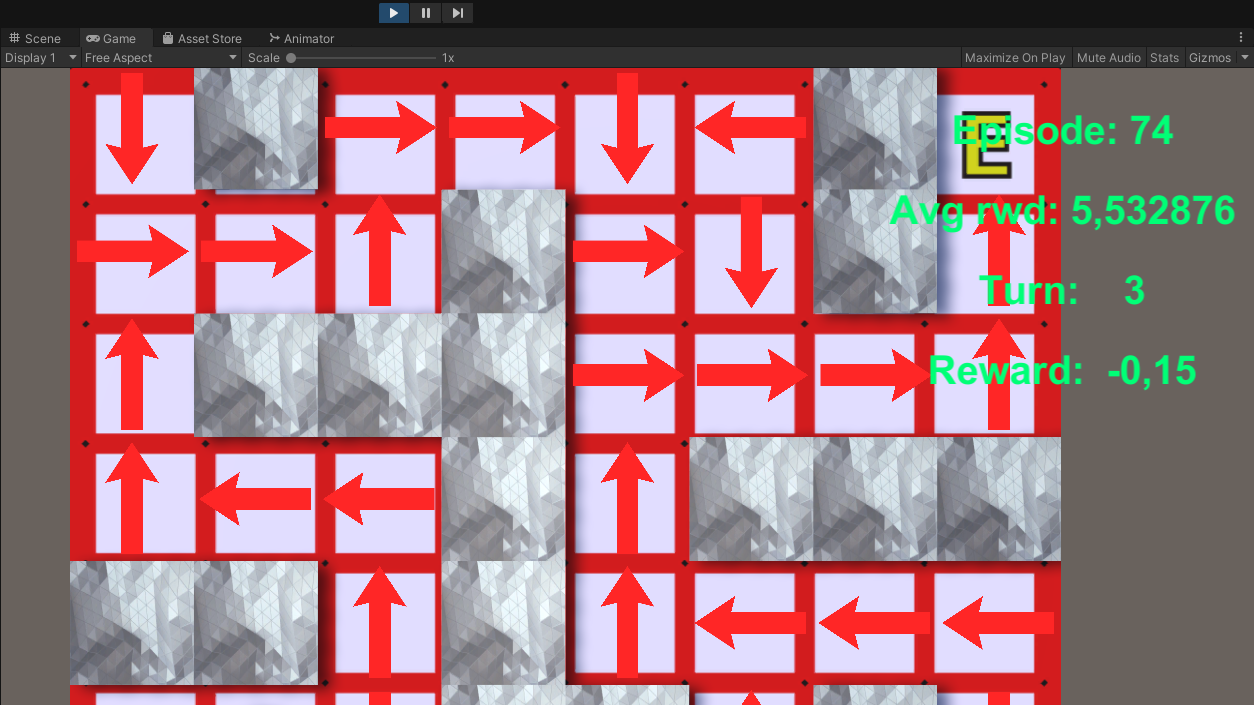 Scene Game Asset Store Animator
Display 1 Free Aspect Scale 1x Maximize On Play Mute Audio Stats Gizmos
E
Episode: 74
Avg rwd: 5,532876
Turn: 3
Reward: -0,15